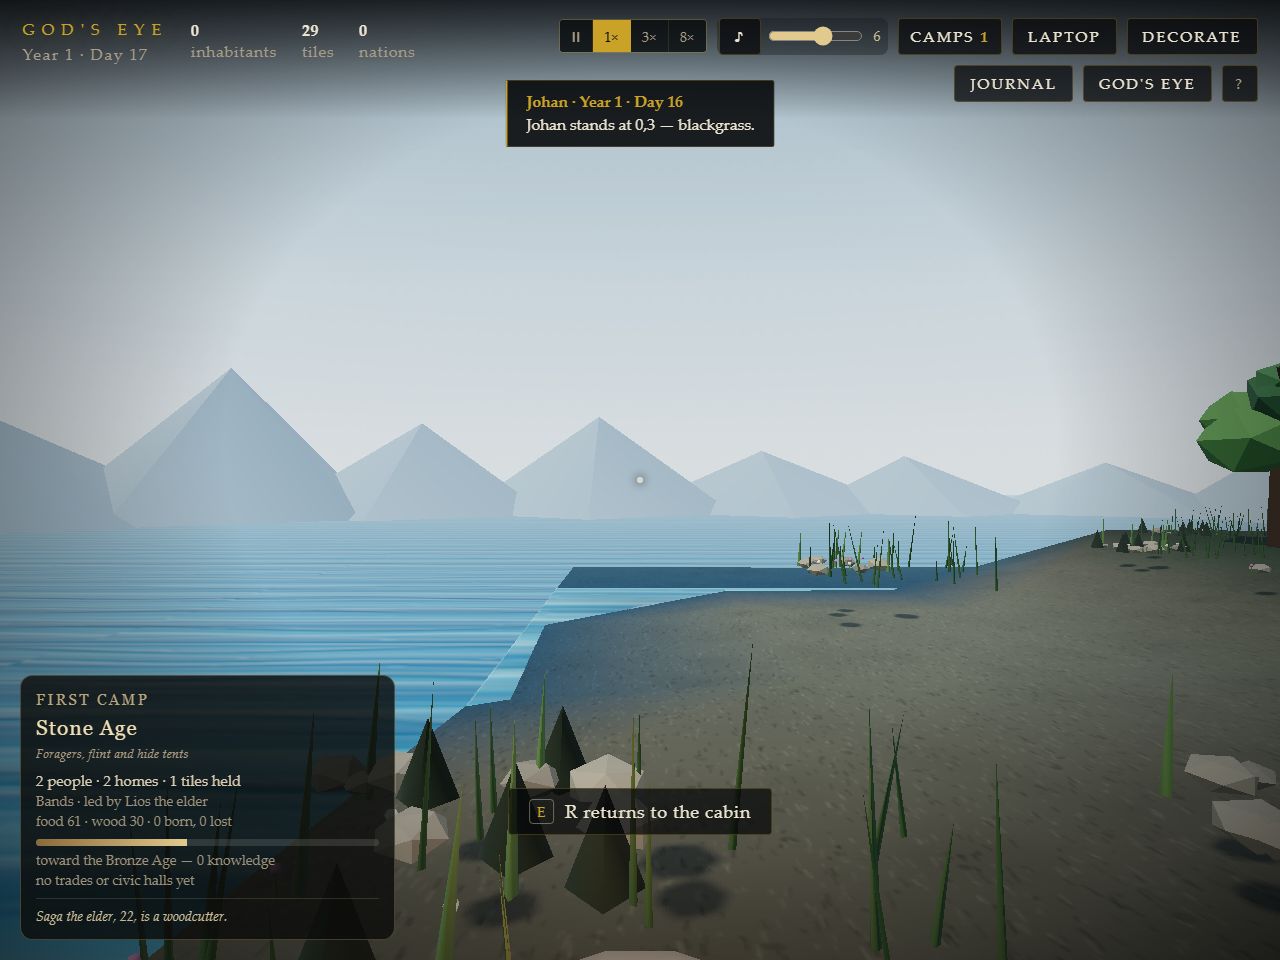 GOD'S EYE
Year 1 · Day 17
0
inhabitants
29
tiles
0
nations
1×
3×
8×
♪
6
CAMPS 1
LAPTOP
DECORATE
JOURNAL
GOD'S EYE
?
Johan · Year 1 · Day 16
Johan stands at 0,3 — blackgrass.
E R returns to the cabin
FIRST CAMP
Stone Age
Foragers, flint and hide tents
2 people · 2 homes · 1 tiles held
Bands · led by Lios the elder
food 61 · wood 30 · 0 born, 0 lost
toward the Bronze Age — 0 knowledge
no trades or civic halls yet
Saga the elder, 22, is a woodcutter.